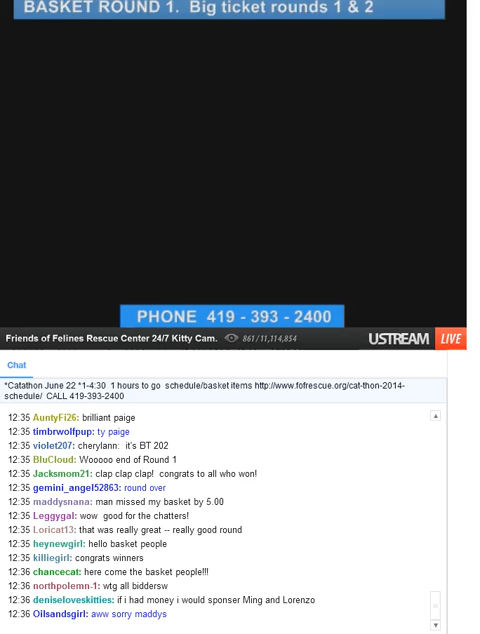 BASKET ROUND 1. Big ticket rounds 1 & 2
PHONE 419 - 393 - 2400
Friends of Felines Rescue Center 24/7 Kitty Cam. 861/11,114,854 USTREAM LIVE
Chat
*Catathon June 22 *1-4:30 1 hours to go schedule/basket items http://www.fofrescue.org/cat-thon-2014-
schedule/ CALL 419-393-2400
12:35 AuntyFi26: brilliant paige
12:35 timbrwolfpup: ty paige
12:35 violet207: cherylann: it's BT 202
12:35 BluCloud: Wooooo end of Round 1
12:35 Jacksmom21: clap clap clap! congrats to all who won!
12:35 gemini_angel52863: round over
12:35 maddysnana: man missed my basket by 5.00
12:35 Leggygal: wow good for the chatters!
12:35 Loricat13: that was really great -- really good round
12:35 heynewgirl: hello basket people
12:35 killiegirl: congrats winners
12:36 chancecat: here come the basket people!!!
12:36 northpolemn-1: wtg all biddersw
12:36 deniseloveskitties: if i had money i would sponser Ming and Lorenzo
12:36 Oilsandsgirl: aww sorry maddys